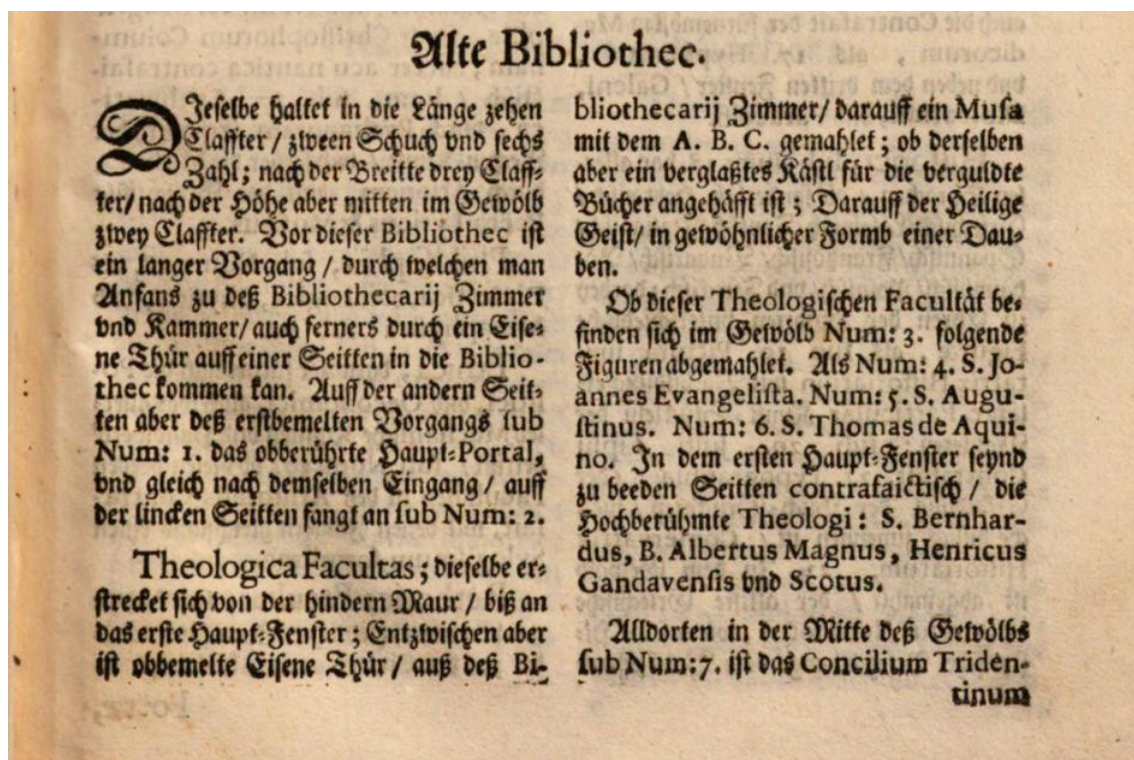 Alte Bibliothec.
DJeselbe haltet in die Länge zehen
Claffter / zween Schuch vnd sechs
Zahl; nach der Breitte drey Claff-
ter/ nach der Höhe aber mitten im Gewölb
zwey Claffter. Vor dieser Bibliothec ist
ein langer Vorgang / durch welchen man
Anfans zu deß Bibliothecarij Zimmer
vnd Kammer/ auch ferners durch ein Eise-
ne Thür auff einer Seitten in die Biblio-
thec kommen kan. Auff der andern Seit-
ten aber deß erstbemelten Vorgangs sub
Num: 1. das obberührte Haupt-Portal,
vnd gleich nach demselben Eingang / auff
der lincken Seitten fangt an sub Num: 2.
Theologica Facultas; dieselbe er-
strecket sich von der hindern Maur / biß an
das erste Haupt-Fenster; Entzwischen aber
ist obbemelte Eisene Thür / auß deß Bi-
bliothecarij Zimmer/ darauff ein Musa
mit dem A. B. C. gemahlet; ob derselben
aber ein verglaßtes Kästl für die verguldte
Bücher angehäfft ist; Darauff der Heilige
Geist/ in gewöhnlicher Formb einer Dau-
ben.
Ob dieser Theologischen Facultät be-
finden sich im Gewölb Num: 3. folgende
Figuren abgemahlet. Als Num: 4. S. Jo-
annes Evangelista. Num: 5. S. Augu-
stinus. Num: 6. S. Thomas de Aqui-
no. In dem ersten Haupt-Fenster seynd
zu beeden Seitten contrafaictisch / die
Hochberühmte Theologi: S. Bernhar-
dus, B. Albertus Magnus, Henricus
Gandavensis vnd Scotus.
Alldorten in der Mitte deß Gewölbs
sub Num: 7. ist das Concilium Triden-
tinum